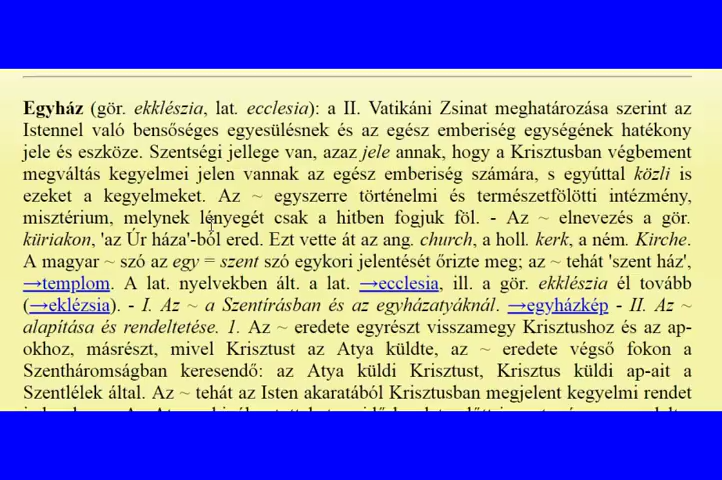 Egyház (gör. ekklészia, lat. ecclesia): a II. Vatikáni Zsinat meghatározása szerint az
Istennel való bensőséges egyesülésnek és az egész emberiség egységének hatékony
jele és eszköze. Szentségi jellege van, azaz jele annak, hogy a Krisztusban végbement
megváltás kegyelmei jelen vannak az egész emberiség számára, s egyúttal közli is
ezeket a kegyelmeket. Az ~ egyszerre történelmi és természetfölötti intézmény,
misztérium, melynek lényegét csak a hitben fogjuk föl. - Az ~ elnevezés a gör.
küriakon, 'az Úr háza'-ból ered. Ezt vette át az ang. church, a holl. kerk, a ném. Kirche.
A magyar ~ szó az egy = szent szó egykori jelentését őrizte meg; az ~ tehát 'szent ház',
→templom. A lat. nyelvekben ált. a lat. →ecclesia, ill. a gör. ekklészia él tovább
(→eklézsia). - I. Az ~ a Szentírásban és az egyházatyáknál. →egyházkép - II. Az ~
alapítása és rendeltetése. 1. Az ~ eredete egyrészt visszamegy Krisztushoz és az ap-
okhoz, másrészt, mivel Krisztust az Atya küldte, az ~ eredete végső fokon a
Szentháromságban keresendő: az Atya küldi Krisztust, Krisztus küldi ap-ait a
Szentlélek által. Az ~ tehát az Isten akaratából Krisztusban megjelent kegyelmi rendet